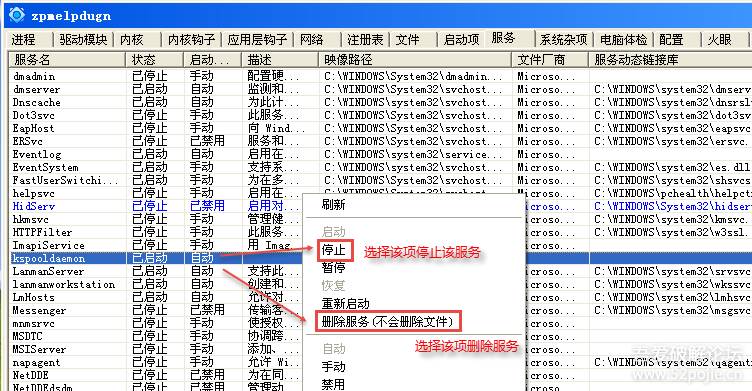 zpmelpdugn
进程 驱动模块 内核 内核钩子 应用层钩子 网络 注册表 文件 启动项 服务 系统杂项 电脑体检 配置 火眼
服务名 状态 启动... 描述 映像路径 文件厂商 服务动态链接库
dmadmin 已停止 手动 配置硬... C:\WINDOWS\System32\dmadmin... Microso...
dmserver 已启动 自动 监测和... C:\WINDOWS\System32\svchost... Microso... C:\WINDOWS\System32\dmserv
Dnscache 已启动 自动 为此计... C:\WINDOWS\system32\svchost... Microso... C:\WINDOWS\System32\dnsrsl
Dot3svc 已停止 手动 此服务... C:\WINDOWS\System32\svchost... Microso... C:\WINDOWS\System32\dot3sv
EapHost 已停止 手动 向 Wind... C:\WINDOWS\System32\svchost... Microso... C:\WINDOWS\System32\eapsvc
ERSvc 已停止 已禁用 服务和... C:\WINDOWS\System32\svchost... Microso... C:\WINDOWS\System32\ersvc.
Eventlog 已启动 自动 启用在... C:\WINDOWS\system32\service... Microso...
EventSystem 已启动 手动 支持系... C:\WINDOWS\system32\svchost... Microso... C:\WINDOWS\system32\es.dll
FastUserSwitchi... 已启动 手动 为在多... C:\WINDOWS\System32\svchost... Microso... C:\WINDOWS\System32\shsvcs
helpsvc 已启动 自动 启用在... C:\WINDOWS\System32\svchost... Microso... C:\WINDOWS\pchealth\helpct
HidServ 已停止 已禁用 启用对... Microso... C:\WINDOWS\System32\hidser
hkmsvc 已停止 手动 管理健... Microso... C:\WINDOWS\System32\kmsvc.
HTTPFilter 已停止 手动 此服务... Microso... C:\WINDOWS\System32\w3ssl.
ImapiService 已停止 手动 用 Imag... Microso...
kspooldaemon 已启动 自动
LanmanServer 已启动 自动 支持此... Microso... C:\WINDOWS\System32\srvsvc
lanmanworkstation 已启动 自动 创建和... Microso... C:\WINDOWS\System32\wkssvc
LmHosts 已启动 自动 允许对... Microso... C:\WINDOWS\System32\lmhsvc
Messenger 已停止 已禁用 传输客... Microso... C:\WINDOWS\System32\msgsvc
mnmsrvc 已停止 手动 使授权... Microso...
MSDTC 已停止 手动 协调跨... Microso...
MSIServer 已停止 手动 添加、... Microso...
napagent 已停止 手动 允许 Wi... Microso... C:\WINDOWS\System32\qagent
NetDDE 已停止 已禁用 为在同... Microso...
NetDDEdsdm 已停止 已禁用 管理动... Microso...
刷新
启动
停止
暂停
恢复
重新启动
删除服务(不会删除文件)
自动
手动
禁用
选择该项停止该服务
选择该项删除服务
吾爱破解论坛
www.52pojie.cn